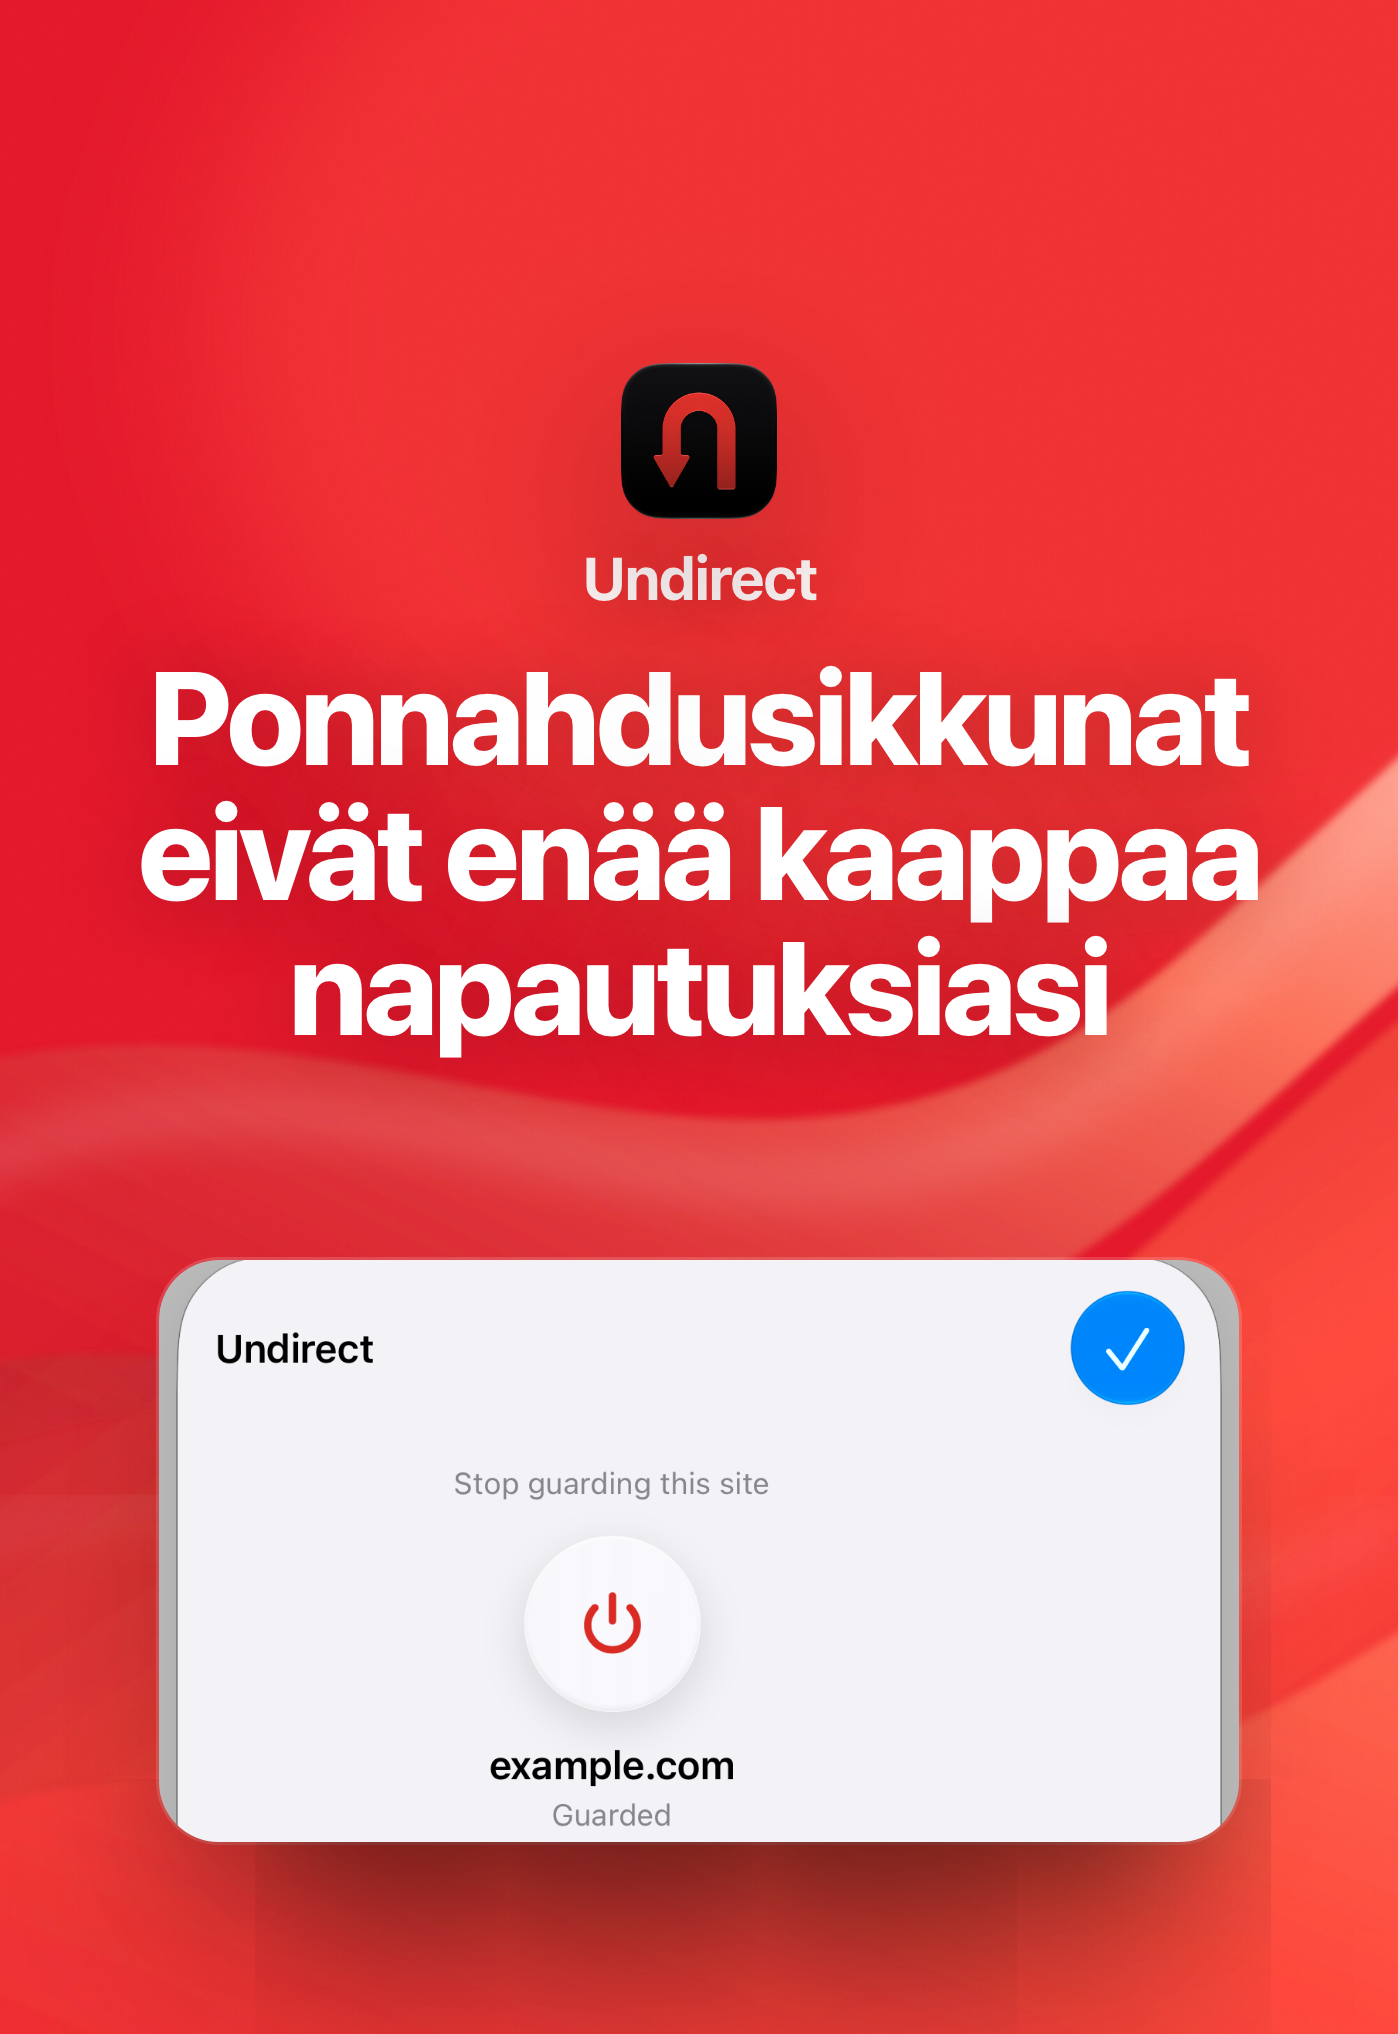 Undirect
Ponnahdusikkunat
eivät enää kaappaa
napautuksiasi
Undirect
Stop guarding this site
example.com
Guarded